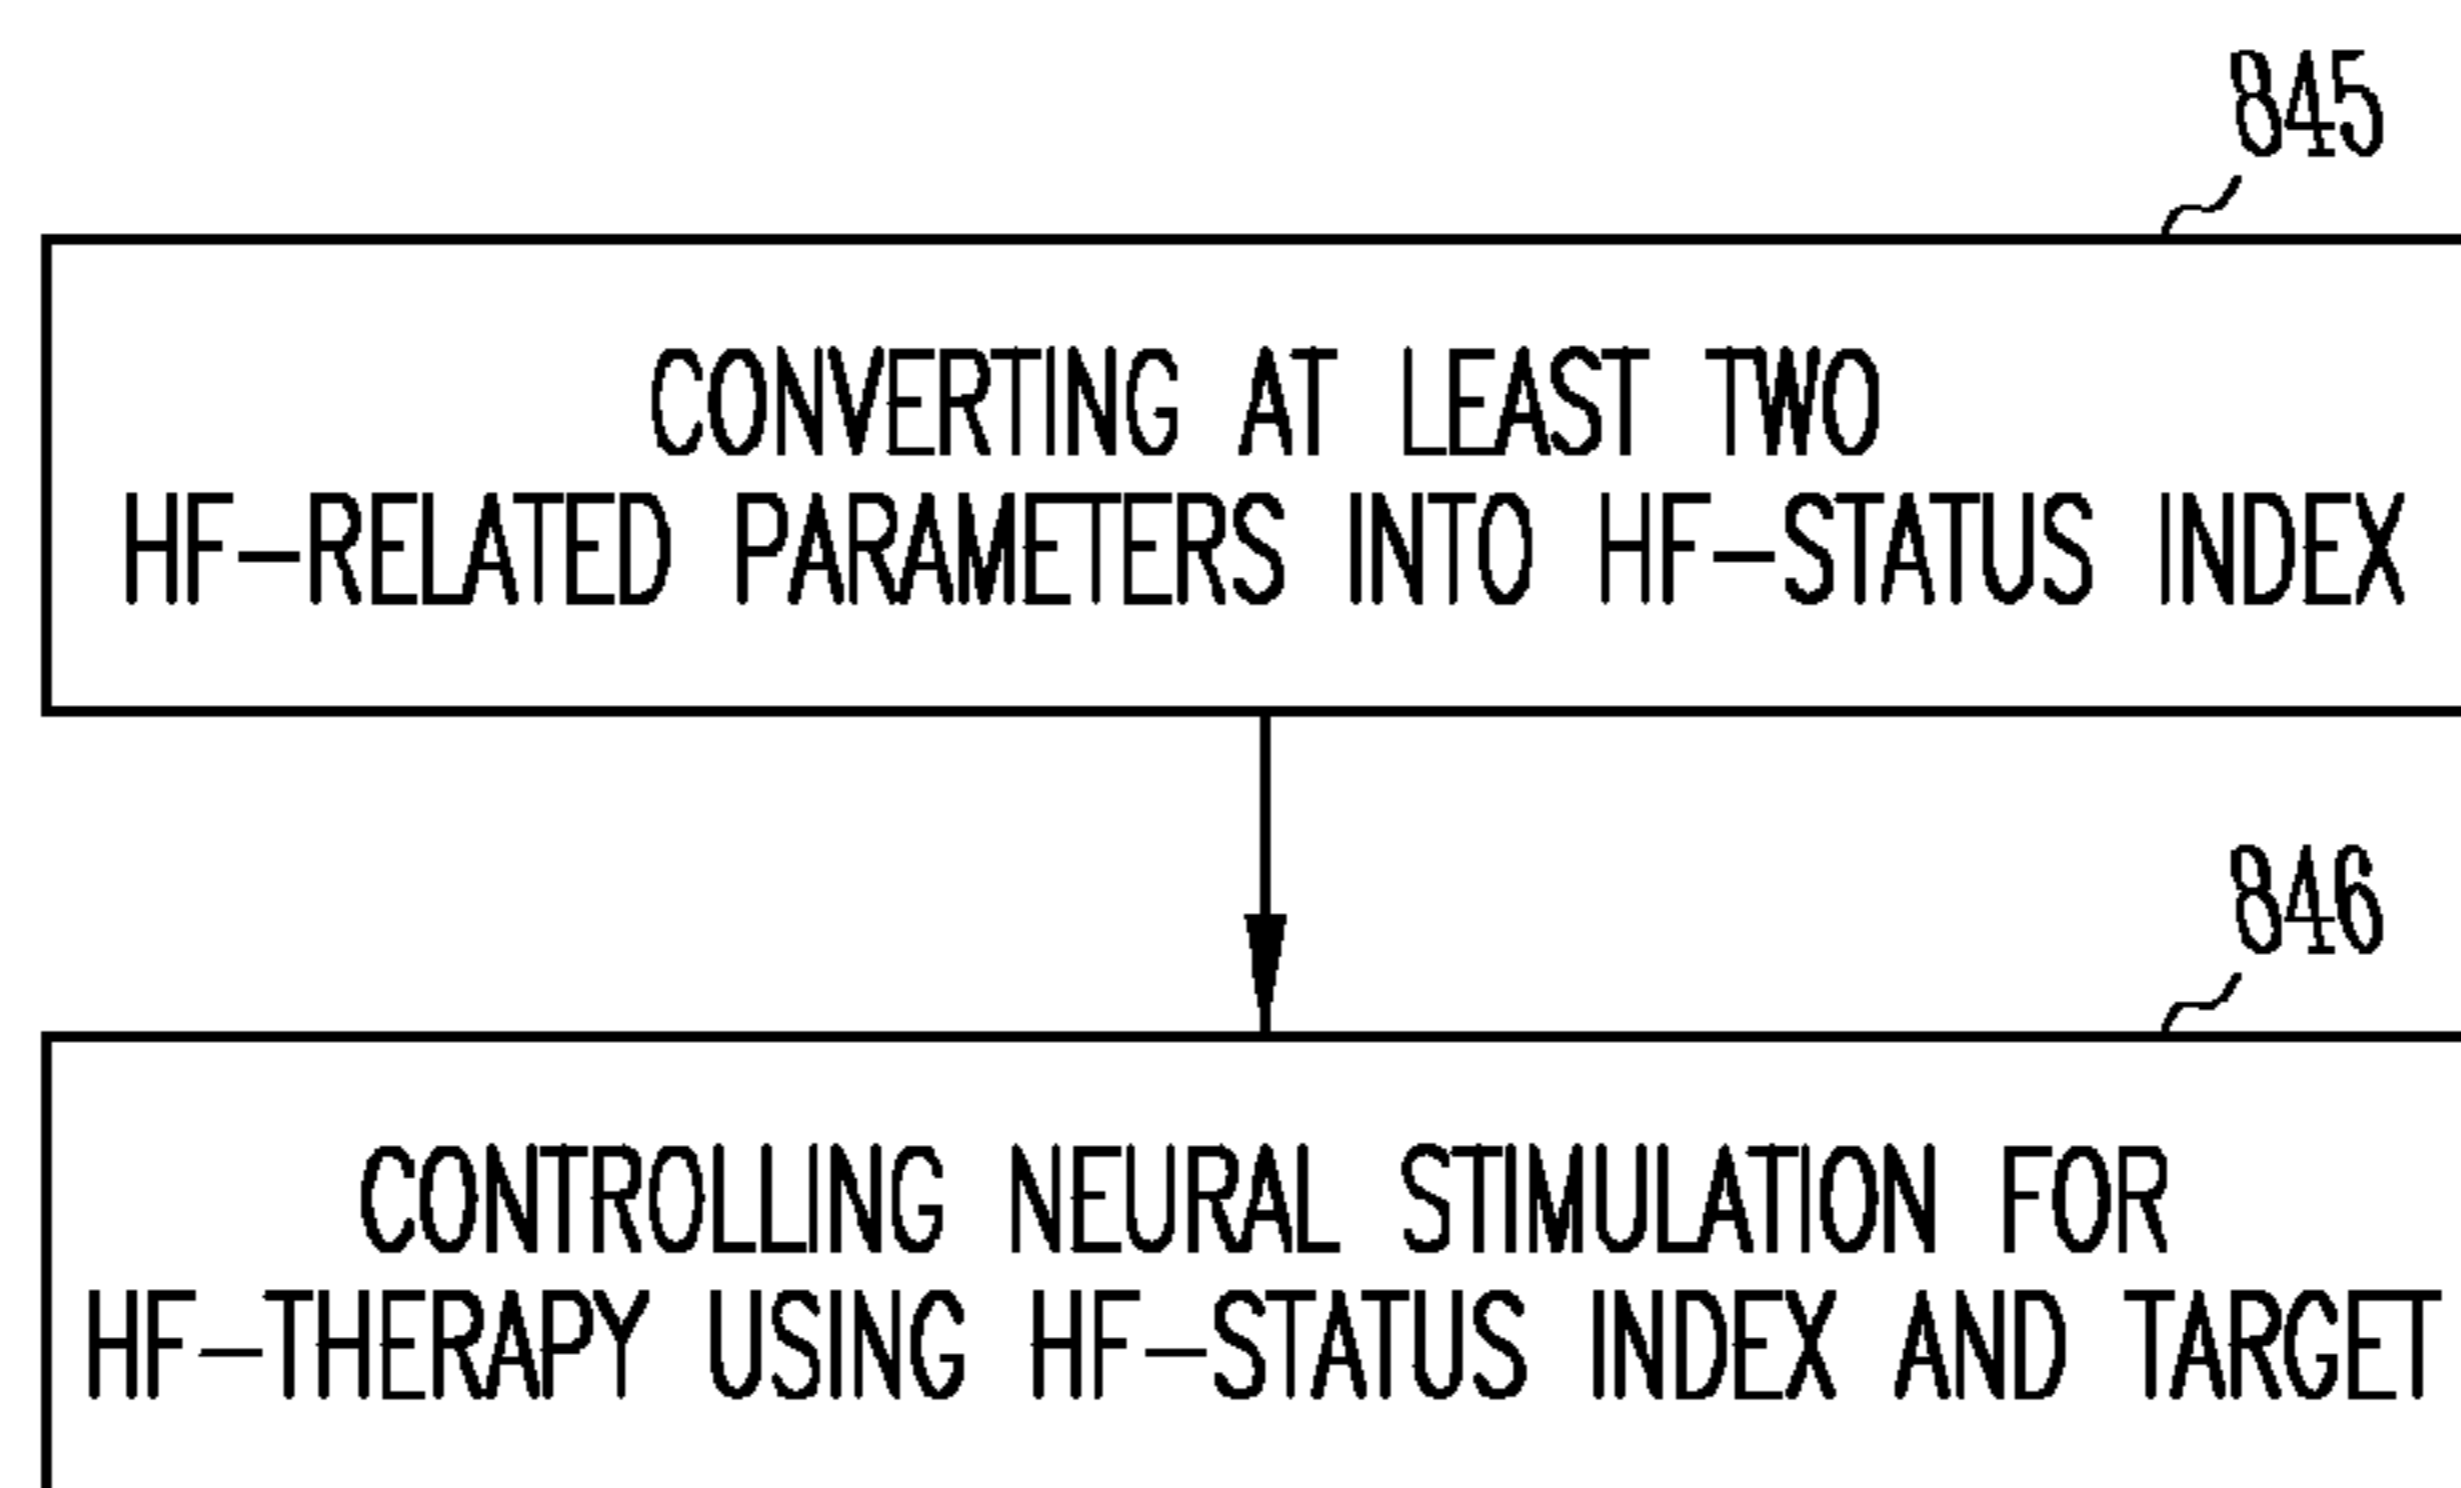 845
CONVERTING AT LEAST TWO
HF-RELATED PARAMETERS INTO HF-STATUS INDEX
846
CONTROLLING NEURAL STIMULATION FOR
HF-THERAPY USING HF-STATUS INDEX AND TARGET